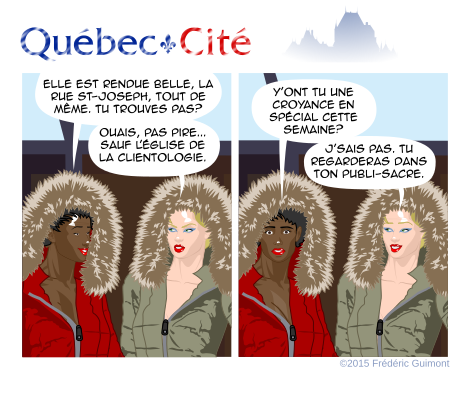 Québec⚜Cité
ELLE EST RENDUE BELLE, LA
RUE ST-JOSEPH, TOUT DE
MÊME. TU TROUVES PAS?
OUAIS, PAS PIRE...
SAUF L'ÉGLISE DE
LA CLIENTOLOGIE.
Y'ONT TU UNE
CROYANCE EN
SPÉCIAL CETTE
SEMAINE?
J'SAIS PAS. TU
REGARDERAS DANS
TON PUBLI-SACRE.
©2015 Frédéric Guimont